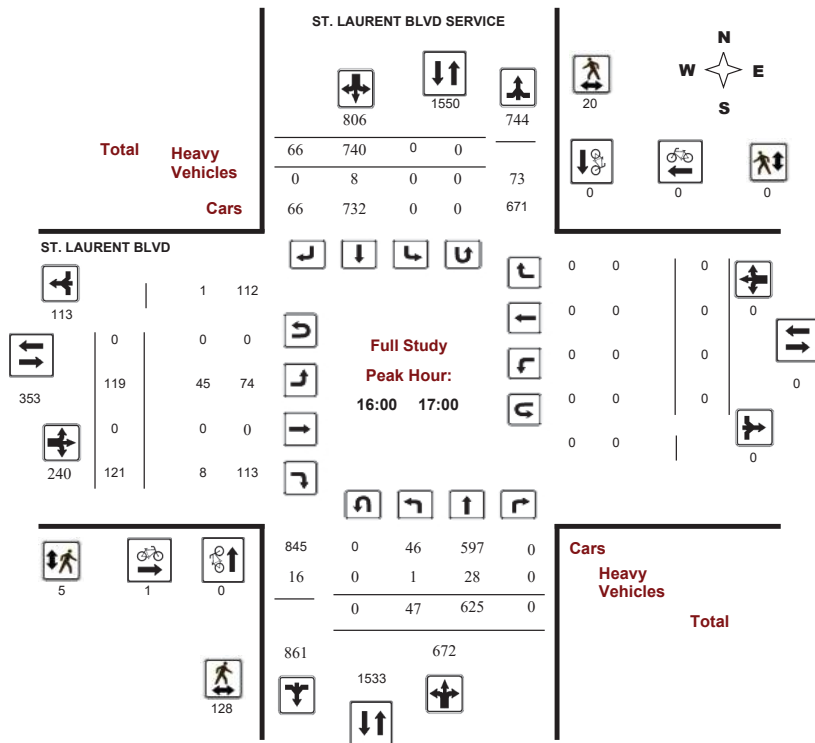 ST. LAURENT BLVD SERVICE
N
W E
S
1550
20
806 744
Total Heavy Vehicles
66 740 0 0
0 8 0 0 73
Cars
66 732 0 0 671
0 0 0
ST. LAURENT BLVD
113
1 112
0 0 0
353
119 45 74
0 0 0
240
121 8 113
Full Study
Peak Hour:
16:00 17:00
0 0 0
0
0 0 0
0 0 0
0
0 0 0
0 0
0
5 1 0
128
845 0 46 597 0
16 0 1 28 0
0 47 625 0
861 672
1533
Cars
Heavy
Vehicles
Total